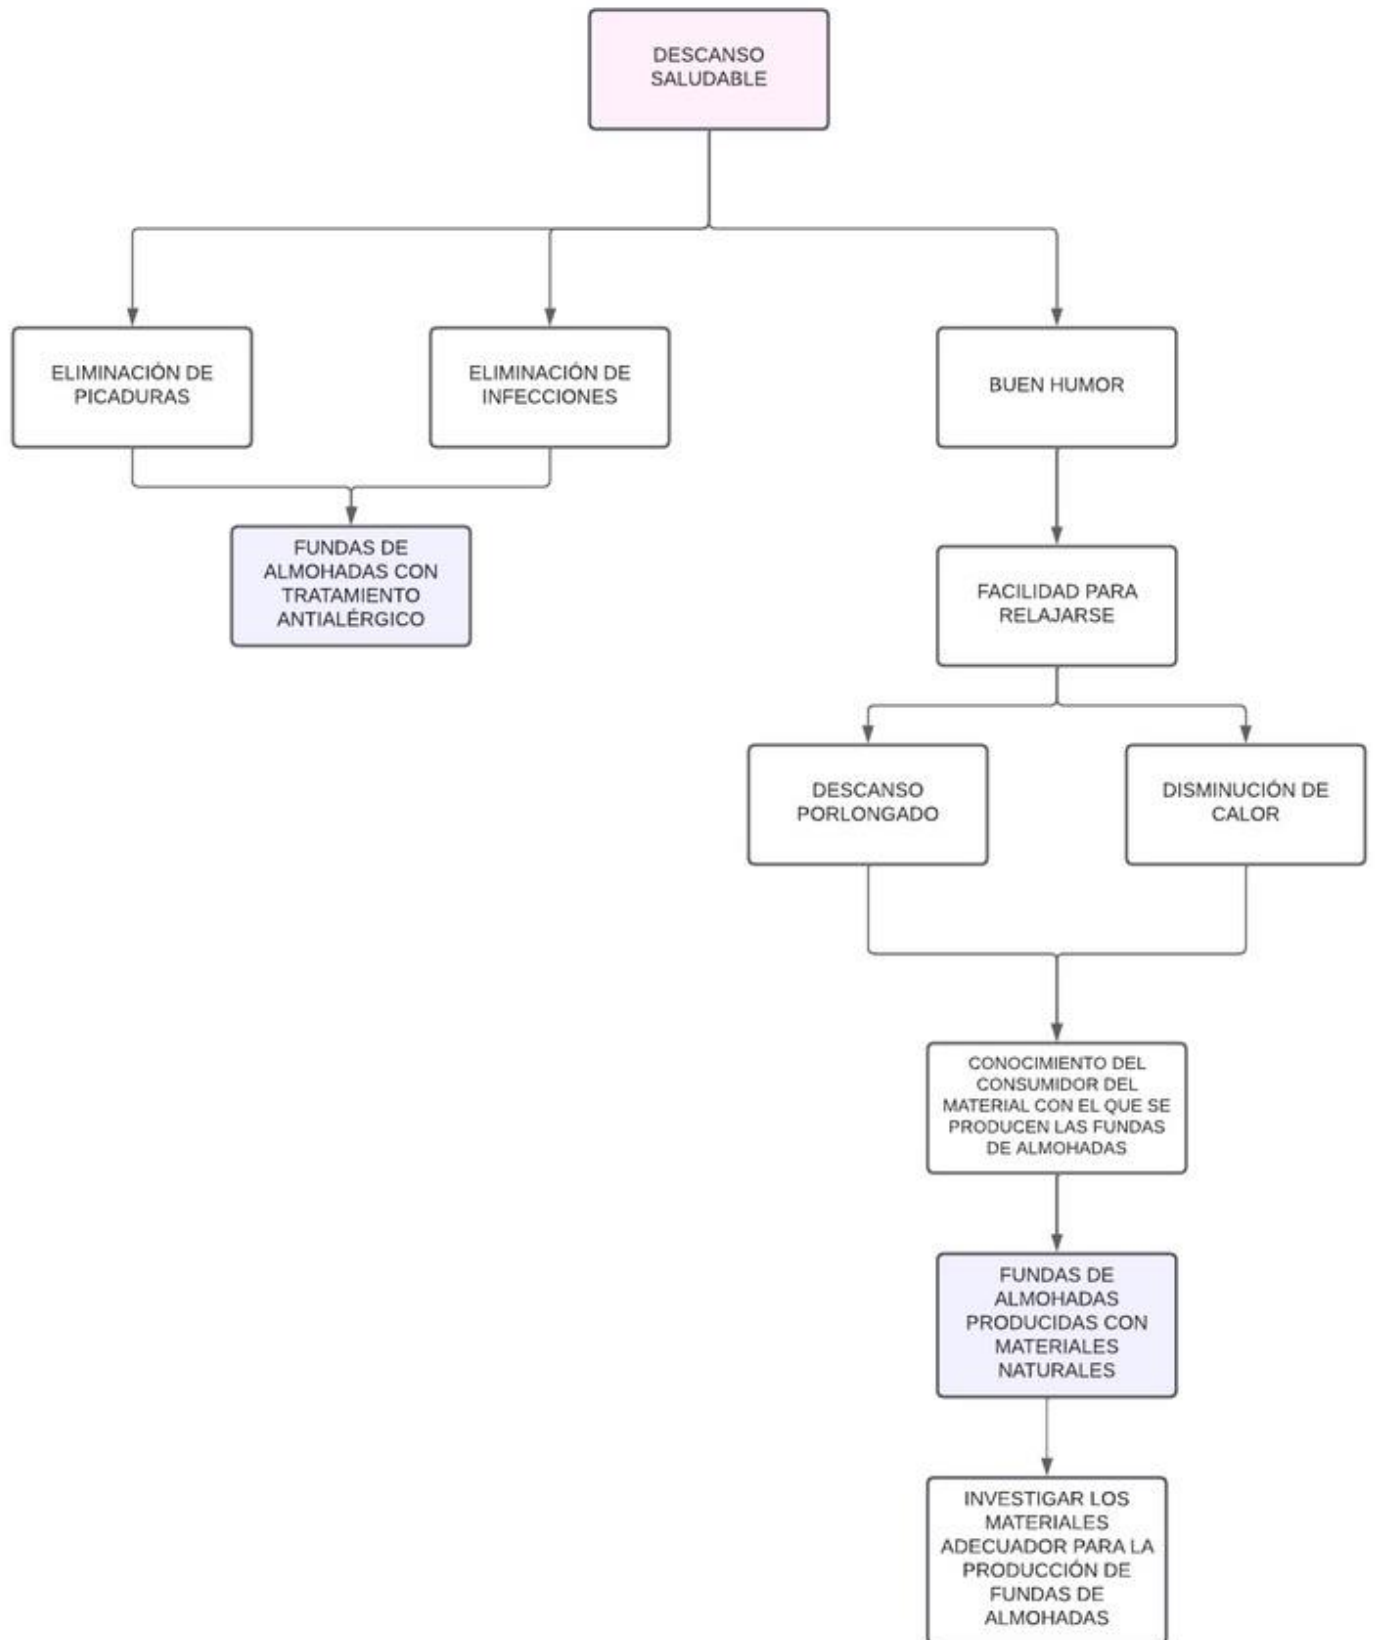 DESCANSO
SALUDABLE
ELIMINACIÓN DE
PICADURAS
ELIMINACIÓN DE
INFECCIONES
BUEN HUMOR
FUNDAS DE
ALMOHADAS CON
TRATAMIENTO
ANTIALÉRGICO
FACILIDAD PARA
RELAJARSE
DESCANSO
PORLONGADO
DISMINUCIÓN DE
CALOR
CONOCIMIENTO DEL
CONSUMIDOR DEL
MATERIAL CON EL QUE SE
PRODUCEN LAS FUNDAS
DE ALMOHADAS
FUNDAS DE
ALMOHADAS
PRODUCIDAS CON
MATERIALES
NATURALES
INVESTIGAR LOS
MATERIALES
ADECUADOR PARA LA
PRODUCCIÓN DE
FUNDAS DE
ALMOHADAS